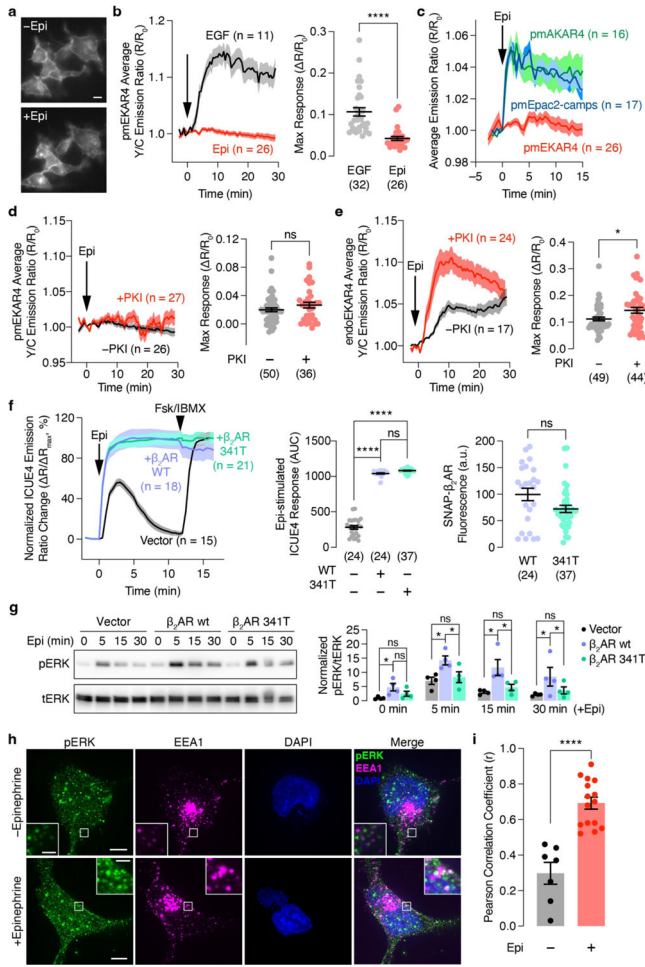 a
−Epi
+Epi
b
pmEKAR4 Average
Y/C Emission Ratio (R/R0)
1.2
1.1
1.0
EGF (n = 11)
Epi (n = 26)
0 10 20 30
Time (min)
Max Response (ΔR/R0)
0.3
0.2
0.1
0.0
****
EGF Epi
(32) (26)
c
Average Emission Ratio (R/R0)
1.06
1.04
1.02
1.00
0.98
Epi
pmAKAR4 (n = 16)
pmEpac2-camps (n = 17)
pmEKAR4 (n = 26)
−5 0 5 10 15
Time (min)
d
pmEKAR4 Average
Y/C Emission Ratio (R/R0)
1.15
1.10
1.05
1.00
0.95
Epi
+PKI (n = 27)
−PKI (n = 26)
0 10 20 30
Time (min)
Max Response (ΔR/R0)
0.15
0.10
0.05
0.00
ns
PKI − +
(50) (36)
e
endoEKAR4 Average
Y/C Emission Ratio (R/R0)
1.15
1.10
1.05
1.00
Epi
+PKI (n = 24)
−PKI (n = 17)
0 10 20 30
Time (min)
Max Response (ΔR/R0)
0.4
0.3
0.2
0.1
0.0
*
PKI − +
(49) (44)
f
Normalized ICUE4 Emission
Ratio Change (ΔR/ΔRmax, %)
100
80
60
40
20
0
Epi
Fsk/IBMX
+β2AR
341T
(n = 21)
+β2AR
WT
(n = 18)
Vector (n = 15)
0 5 10 15
Time (min)
Epi-stimulated
ICUE4 Response (AUC)
1500
1000
500
0
****
**** ns
(24) (24) (37)
WT − + −
341T − − +
SNAP-β2AR
Fluorescence (a.u.)
200
150
100
50
0
ns
WT 341T
(24) (37)
g
Vector β2AR wt β2AR 341T
Epi (min) 0 5 15 30 0 5 15 30 0 5 15 30
pERK
tERK
Normalized
pERK/tERK
20
15
10
5
0
ns
* ns
ns
* *
ns
* *
ns
* *
0 min 5 min 15 min 30 min (+Epi)
Vector
β2AR wt
β2AR 341T
h
pERK EEA1 DAPI Merge
pERK
EEA1
DAPI
−Epinephrine
+Epinephrine
i
Pearson Correlation Coefficient (r)
1.0
0.8
0.6
0.4
0.2
0.0
****
Epi − +